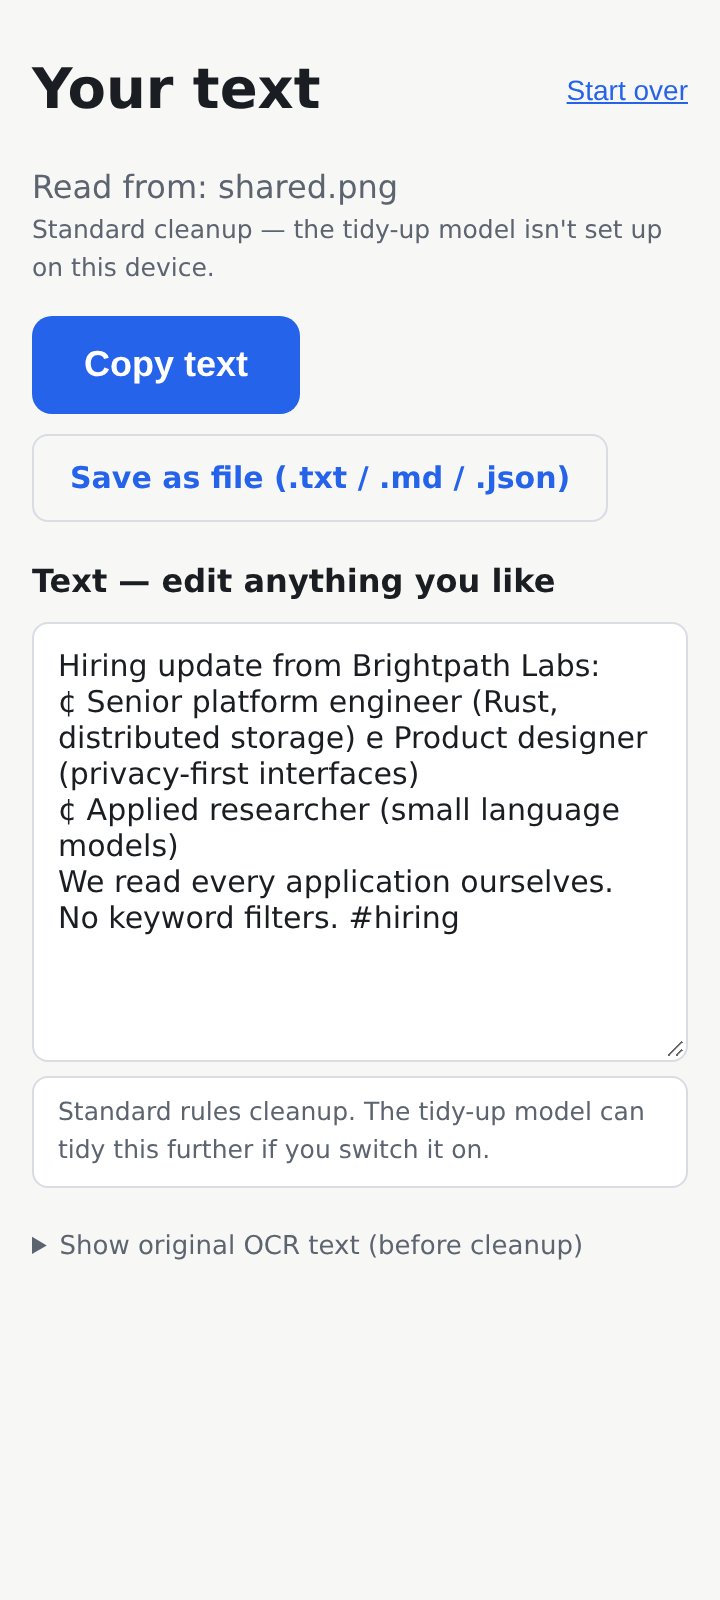 Your text
Start over
Read from: shared.png
Standard cleanup — the tidy-up model isn't set up
on this device.
Copy text
Save as file (.txt / .md / .json)
Text — edit anything you like
Hiring update from Brightpath Labs:
¢ Senior platform engineer (Rust,
distributed storage) e Product designer
(privacy-first interfaces)
¢ Applied researcher (small language
models)
We read every application ourselves.
No keyword filters. #hiring
Standard rules cleanup. The tidy-up model can
tidy this further if you switch it on.
▶ Show original OCR text (before cleanup)